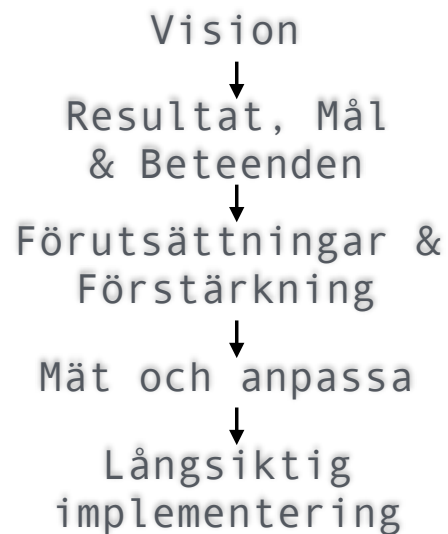 Vision
Resultat, Mål
& Beteenden
Förutsättningar &
Förstärkning
Mät och anpassa
Långsiktig
implementering